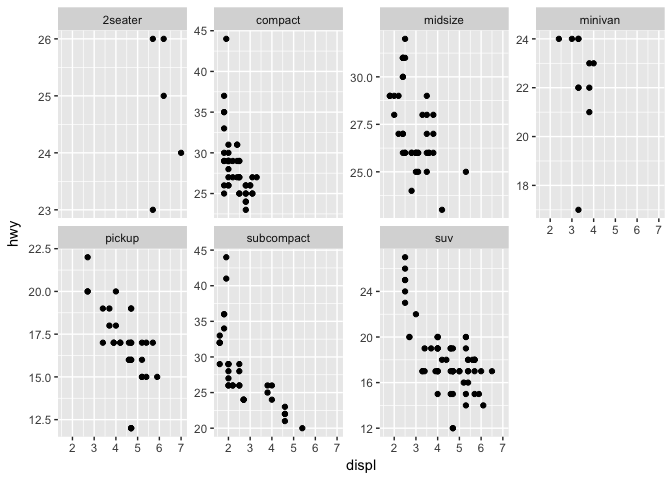 2seater compact midsize minivan
26 25 24 23
45 40 35 30 25
30.0 27.5 25.0
24 22 20 18
2 3 4 5 6 7
hwy
pickup subcompact suv
22.5 20.0 17.5 15.0 12.5
45 40 35 30 25 20
24 20 16 12
2 3 4 5 6 7 2 3 4 5 6 7 2 3 4 5 6 7
displ